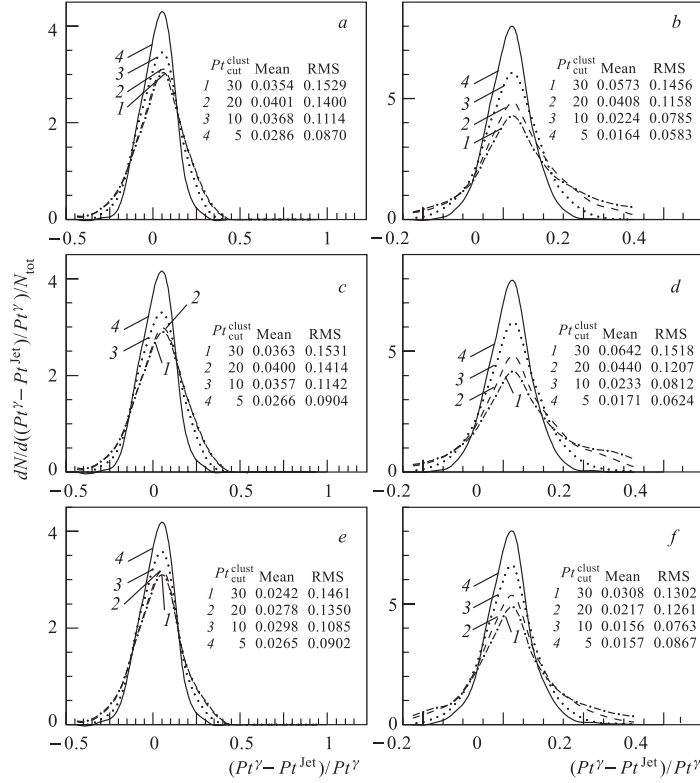 a
4
2
0
4
3
2
1
Pt clust cut Mean RMS
1 30 0.0354 0.1529
2 20 0.0401 0.1400
3 10 0.0368 0.1114
4 5 0.0286 0.0870
−0.5 0 0.5 1
b
5
0
4
3
2
1
Pt clust cut Mean RMS
1 30 0.0573 0.1456
2 20 0.0408 0.1158
3 10 0.0224 0.0785
4 5 0.0164 0.0583
−0.2 0 0.2 0.4
dN/d((Pt^γ − Pt^Jet)/Pt^γ)/N_tot
c
4
2
0
4
3
1
2
Pt clust cut Mean RMS
1 30 0.0363 0.1531
2 20 0.0400 0.1414
3 10 0.0357 0.1142
4 5 0.0266 0.0904
−0.5 0 0.5 1
d
5
0
4
3
2
1
Pt clust cut Mean RMS
1 30 0.0642 0.1518
2 20 0.0440 0.1207
3 10 0.0233 0.0812
4 5 0.0171 0.0624
−0.2 0 0.2 0.4
e
4
2
0
4
3
2
1
Pt clust cut Mean RMS
1 30 0.0242 0.1461
2 20 0.0278 0.1350
3 10 0.0298 0.1085
4 5 0.0265 0.0902
−0.5 0 0.5 1
(Pt^γ − Pt^Jet)/Pt^γ
f
5
0
4
3
2
1
Pt clust cut Mean RMS
1 30 0.0308 0.1302
2 20 0.0217 0.1261
3 10 0.0156 0.0763
4 5 0.0157 0.0867
−0.2 0 0.2 0.4
(Pt^γ − Pt^Jet)/Pt^γ